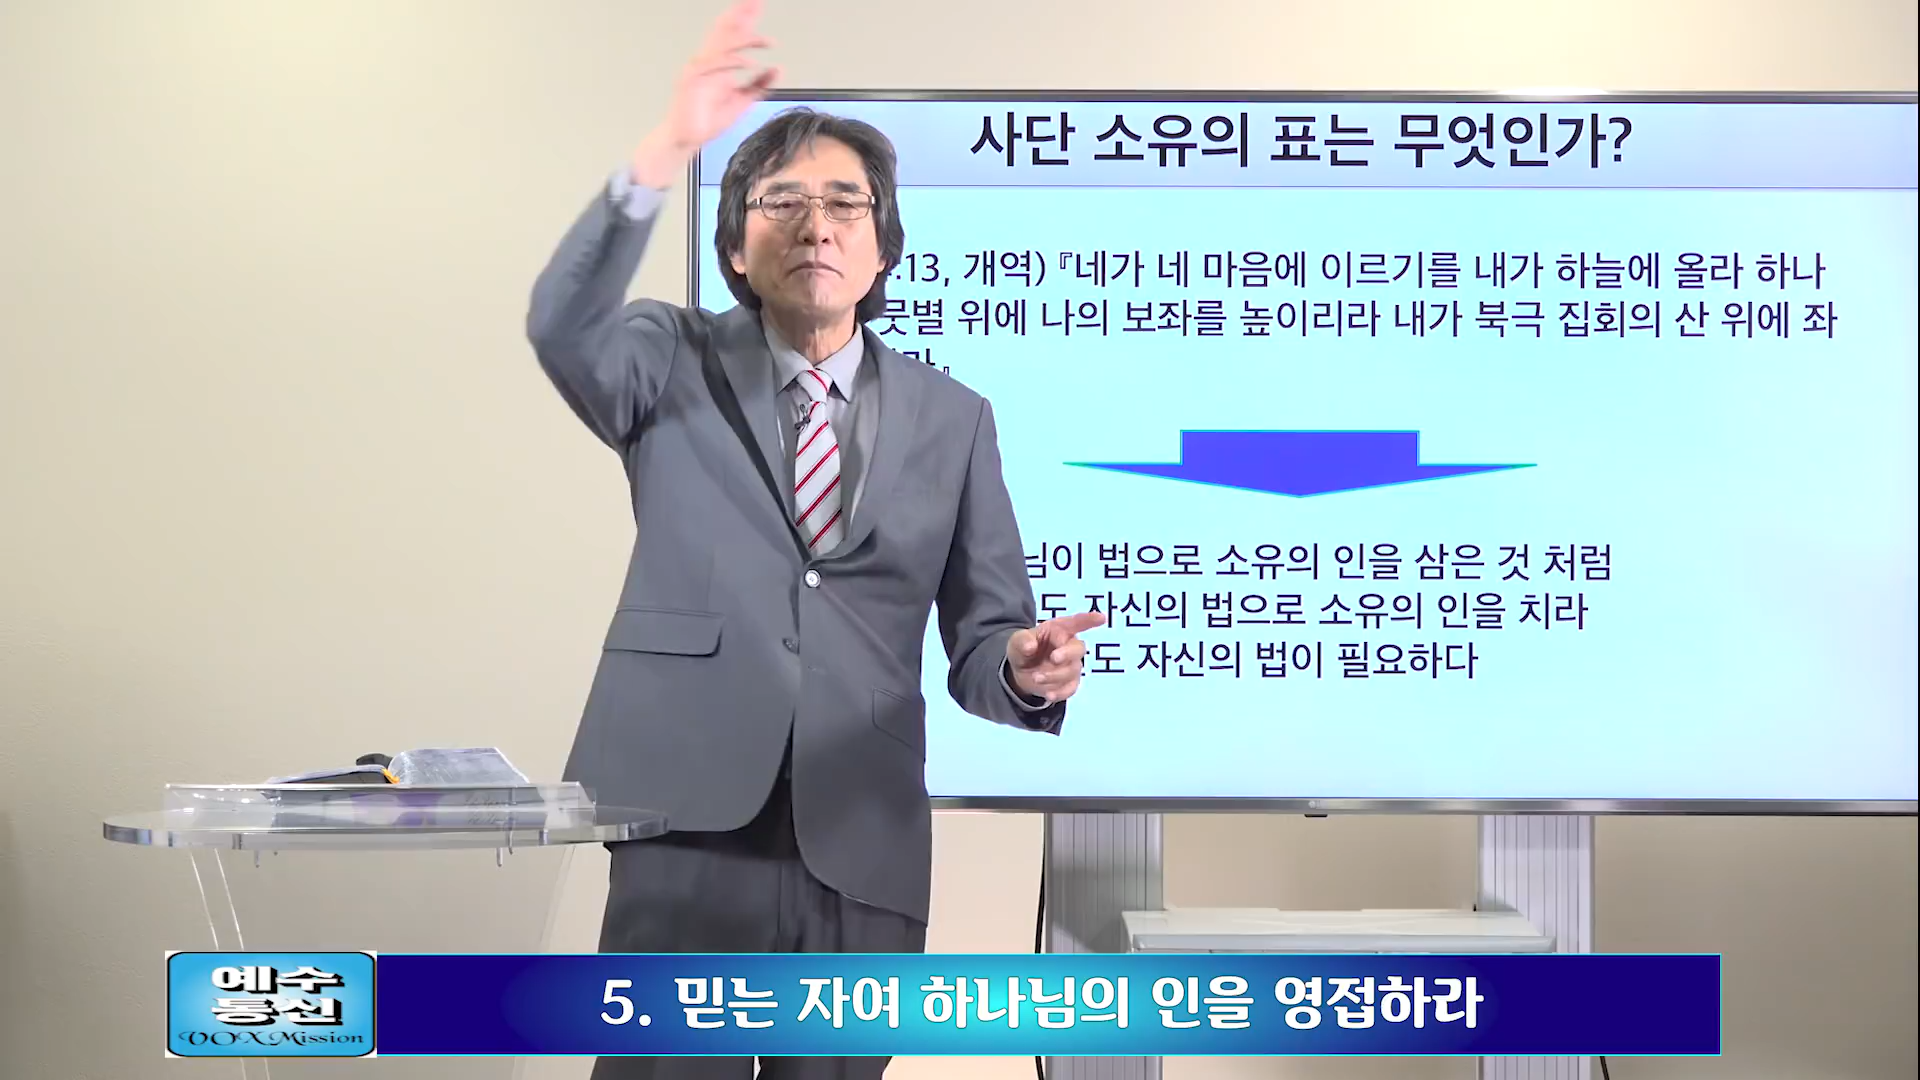 사단 소유의 표는 무엇인가?
.13, 개역) 『네가 네 마음에 이르기를 내가 하늘에 올라 하나
뭇별 위에 나의 보좌를 높이리라 내가 북극 집회의 산 위에 좌
님이 법으로 소유의 인을 삼은 것 처럼
도 자신의 법으로 소유의 인을 치라
도 자신의 법이 필요하다
예수
통신
VOX Mission
5. 믿는 자여 하나님의 인을 영접하라